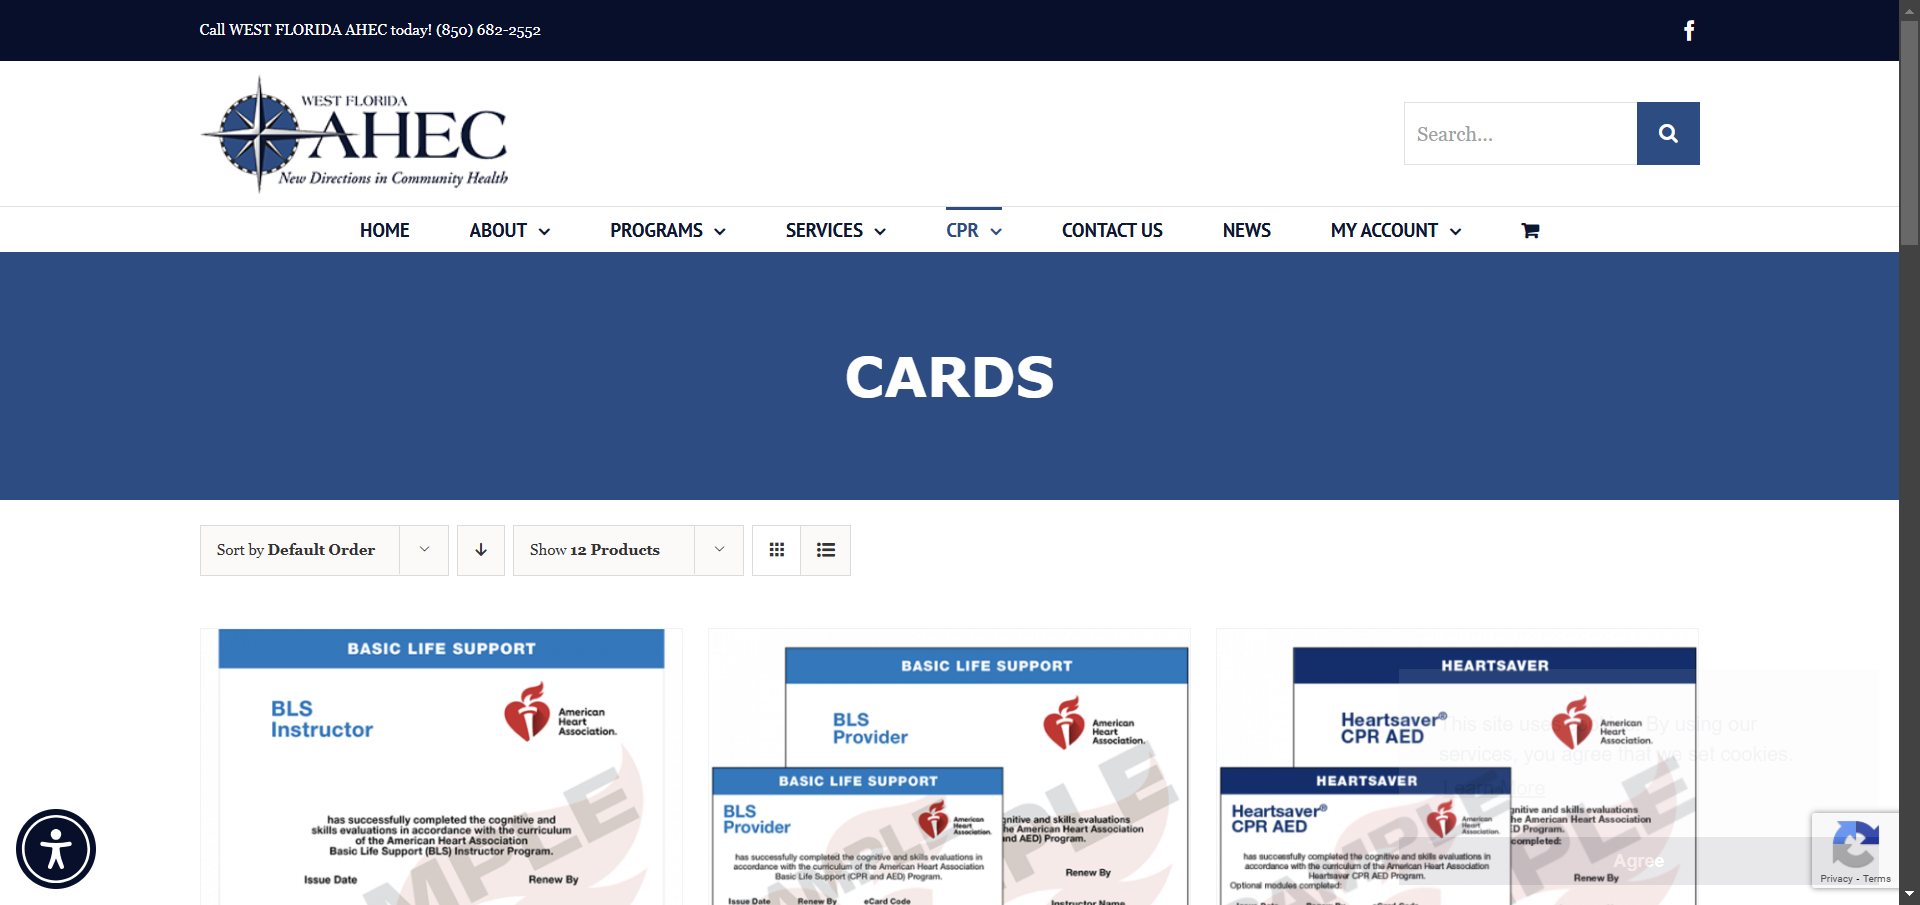 Call WEST FLORIDA AHEC today! (850) 682-2552
WEST FLORIDA
AHEC
New Directions in Community Health
Search...
HOME
ABOUT
PROGRAMS
SERVICES
CPR
CONTACT US
NEWS
MY ACCOUNT
CARDS
Sort by Default Order
Show 12 Products
BASIC LIFE SUPPORT
BLS
Instructor
American
Heart
Association.
has successfully completed the cognitive and
skills evaluations in accordance with the curriculum
of the American Heart Association
Basic Life Support (BLS) Instructor Program.
Issue Date
Renew By
MPLE
BASIC LIFE SUPPORT
BLS
Provider
American
Heart
Association.
BASIC LIFE SUPPORT
BLS
Provider
American
Heart
Association.
gnitive and skills evaluations
he American Heart Association
nd AED) Program.
has successfully completed the cognitive and skills evaluations in
accordance with the curriculum of the American Heart Association
Basic Life Support (CPR and AED) Program.
Renew By
Issue Date
Renew By
eCard Code
Instructor Name
HEARTSAVER
Heartsaver®
CPR AED
American
Heart
Association.
HEARTSAVER
Heartsaver®
CPR AED
American
Heart
Association.
gnitive and skills evaluations
he American Heart Association
D Program.
completed:
has successfully completed the cognitive and skills evaluations in
accordance with the curriculum of the American Heart Association
Heartsaver CPR AED Program.
Optional modules completed:
Renew By
This site uses By using our
services, you agree that we set cookies.
Learn More
Agree
Privacy - Terms